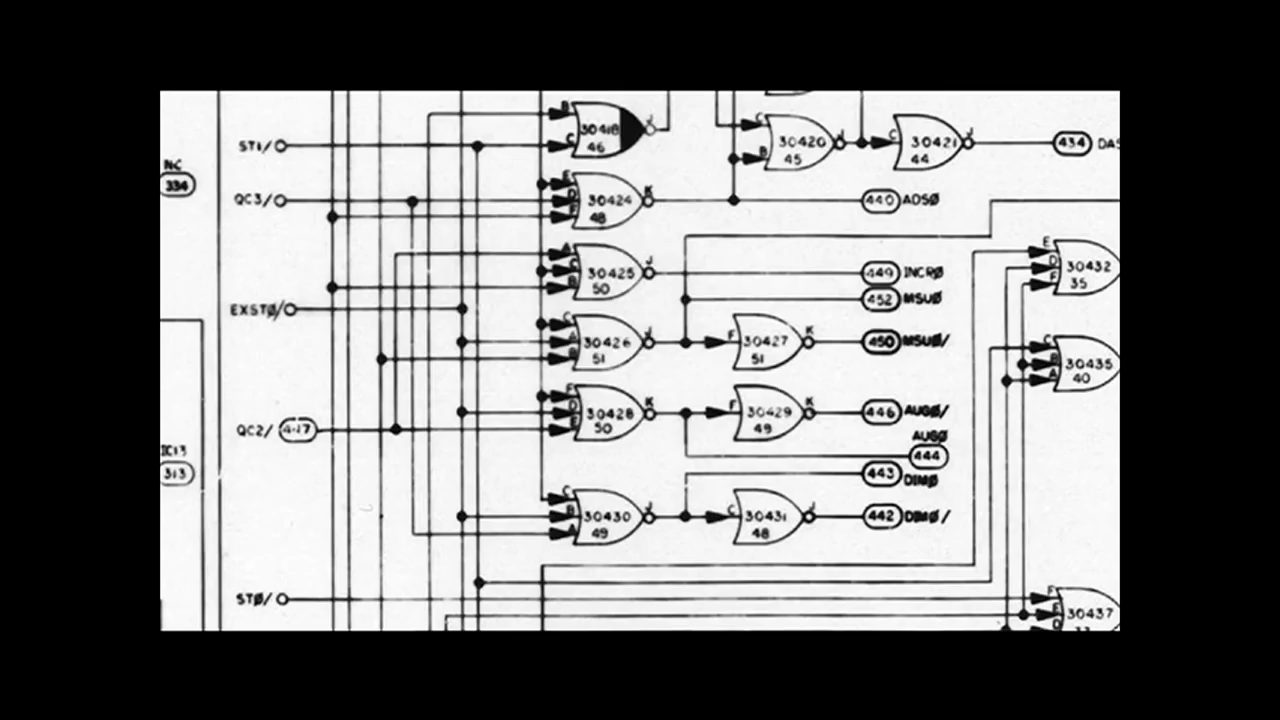 B
30418
46
J
C
ST1/
C
30420
45
J
B
C
30421
44
J
434
DAS
NC
334
QC3/
E
D
F
30424
48
K
440 ADSØ
A
C
B
30425
50
J
449 INCRØ
452 MSUØ
E
D
F
30432
35
EXSTØ/
C
A
B
30426
51
J
F
30427
51
K
450 MSUØ/
C
B
A
30435
40
F
D
E
30428
50
K
F
30429
49
K
446 AUGØ/
QC2/ 447
AUGØ
444
IC13
313
443 DIMØ
C
B
A
30430
49
J
C
30431
48
J
442 DIMØ/
STØ/
F
E
D
30437